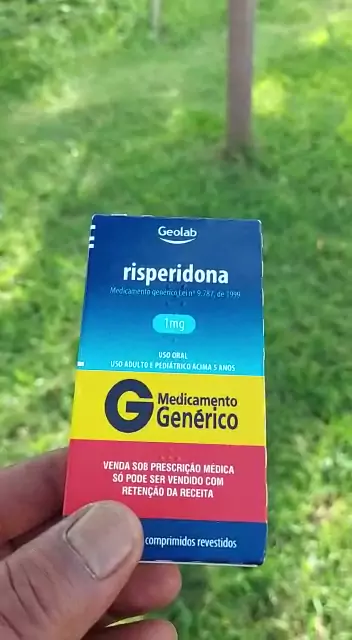 Geolab
risperidona
Medicamento genérico Lei nº 9.787, de 1999
1mg
USO ORAL
USO ADULTO E PEDIÁTRICO ACIMA 5 ANOS
G Medicamento
Genérico
VENDA SOB PRESCRIÇÃO MÉDICA
SÓ PODE SER VENDIDO COM
RETENÇÃO DA RECEITA
comprimidos revestidos